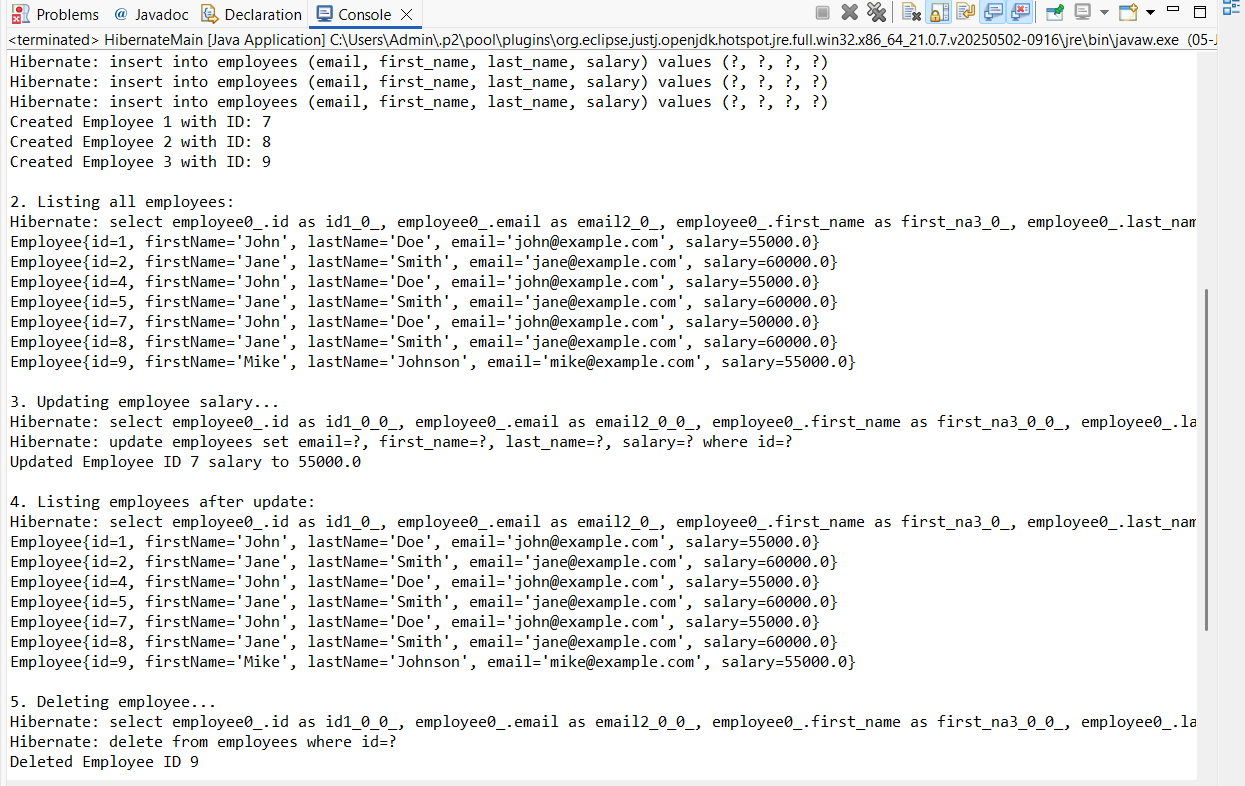 Problems @ Javadoc Declaration Console
<terminated> HibernateMain [Java Application] C:\Users\Admin\.p2\pool\plugins\org.eclipse.justj.openjdk.hotspot.jre.full.win32.x86_64_21.0.7.v20250502-0916\jre\bin\javaw.exe (05-J
Hibernate: insert into employees (email, first_name, last_name, salary) values (?, ?, ?, ?)
Hibernate: insert into employees (email, first_name, last_name, salary) values (?, ?, ?, ?)
Hibernate: insert into employees (email, first_name, last_name, salary) values (?, ?, ?, ?)
Created Employee 1 with ID: 7
Created Employee 2 with ID: 8
Created Employee 3 with ID: 9
2. Listing all employees:
Hibernate: select employee0_.id as id1_0_, employee0_.email as email2_0_, employee0_.first_name as first_na3_0_, employee0_.last_nam
Employee{id=1, firstName='John', lastName='Doe', email='john@example.com', salary=55000.0}
Employee{id=2, firstName='Jane', lastName='Smith', email='jane@example.com', salary=60000.0}
Employee{id=4, firstName='John', lastName='Doe', email='john@example.com', salary=55000.0}
Employee{id=5, firstName='Jane', lastName='Smith', email='jane@example.com', salary=60000.0}
Employee{id=7, firstName='John', lastName='Doe', email='john@example.com', salary=50000.0}
Employee{id=8, firstName='Jane', lastName='Smith', email='jane@example.com', salary=60000.0}
Employee{id=9, firstName='Mike', lastName='Johnson', email='mike@example.com', salary=55000.0}
3. Updating employee salary...
Hibernate: select employee0_.id as id1_0_0_, employee0_.email as email2_0_0_, employee0_.first_name as first_na3_0_0_, employee0_.la
Hibernate: update employees set email=?, first_name=?, last_name=?, salary=? where id=?
Updated Employee ID 7 salary to 55000.0
4. Listing employees after update:
Hibernate: select employee0_.id as id1_0_, employee0_.email as email2_0_, employee0_.first_name as first_na3_0_, employee0_.last_nam
Employee{id=1, firstName='John', lastName='Doe', email='john@example.com', salary=55000.0}
Employee{id=2, firstName='Jane', lastName='Smith', email='jane@example.com', salary=60000.0}
Employee{id=4, firstName='John', lastName='Doe', email='john@example.com', salary=55000.0}
Employee{id=5, firstName='Jane', lastName='Smith', email='jane@example.com', salary=60000.0}
Employee{id=7, firstName='John', lastName='Doe', email='john@example.com', salary=55000.0}
Employee{id=8, firstName='Jane', lastName='Smith', email='jane@example.com', salary=60000.0}
Employee{id=9, firstName='Mike', lastName='Johnson', email='mike@example.com', salary=55000.0}
5. Deleting employee...
Hibernate: select employee0_.id as id1_0_0_, employee0_.email as email2_0_0_, employee0_.first_name as first_na3_0_0_, employee0_.la
Hibernate: delete from employees where id=?
Deleted Employee ID 9